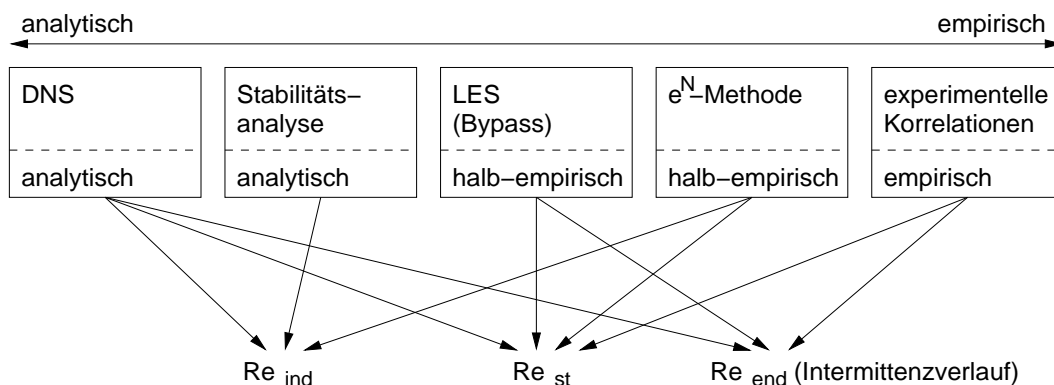 analytisch empirisch
DNS
analytisch
Stabilitäts−
analyse
analytisch
LES
(Bypass)
halb−empirisch
e^N−Methode
halb−empirisch
experimentelle
Korrelationen
empirisch
Re ind Re st Re end (Intermittenzverlauf)